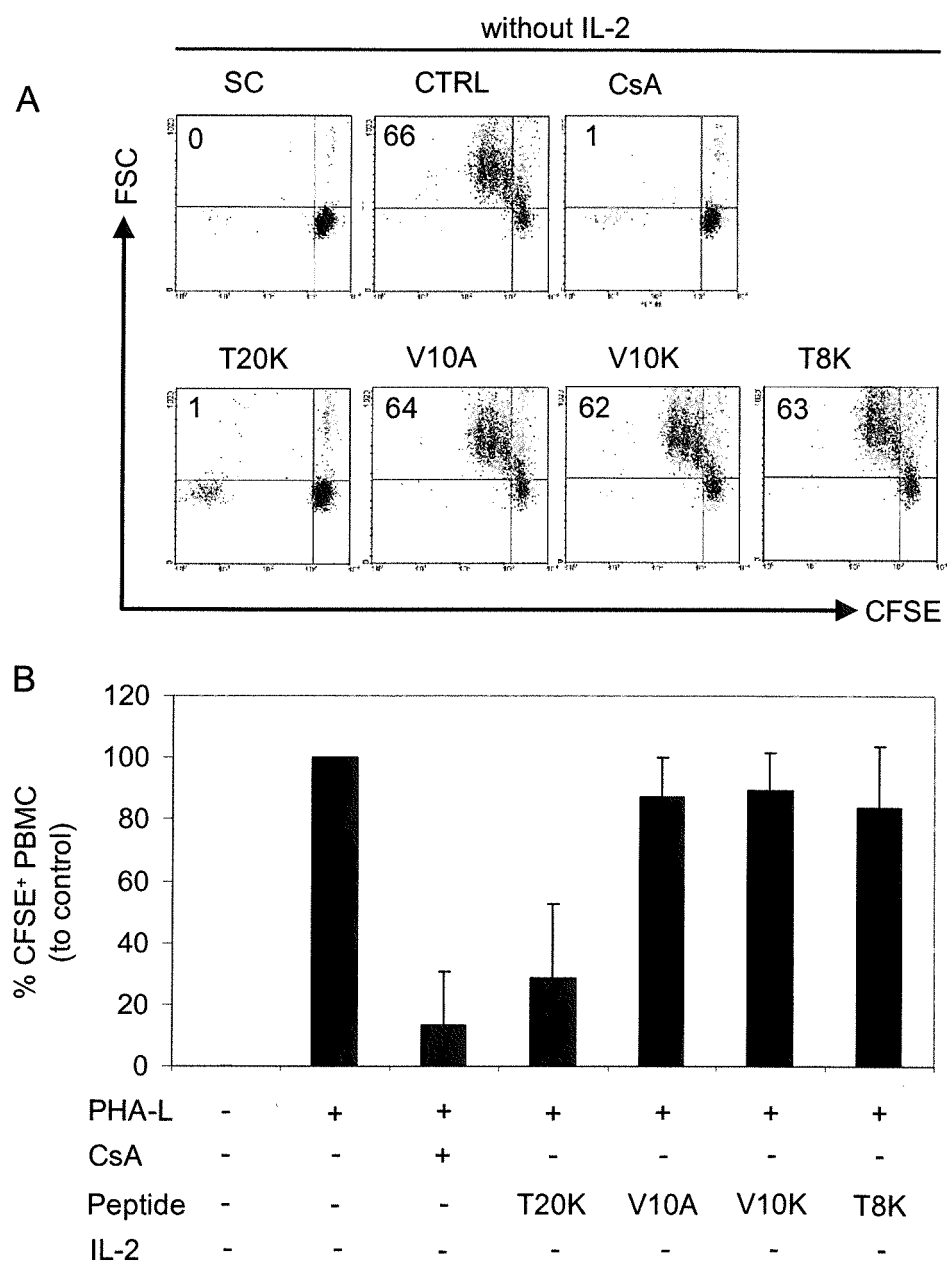 without IL-2
A
SC CTRL CsA
0 66 1
FSC
T20K V10A V10K T8K
1 64 62 63
CFSE
B
% CFSE+ PBMC
(to control)
120
100
80
60
40
20
0
PHA-L - + + + + + +
CsA - - + - - - -
Peptide - - - T20K V10A V10K T8K
IL-2 - - - - - - -